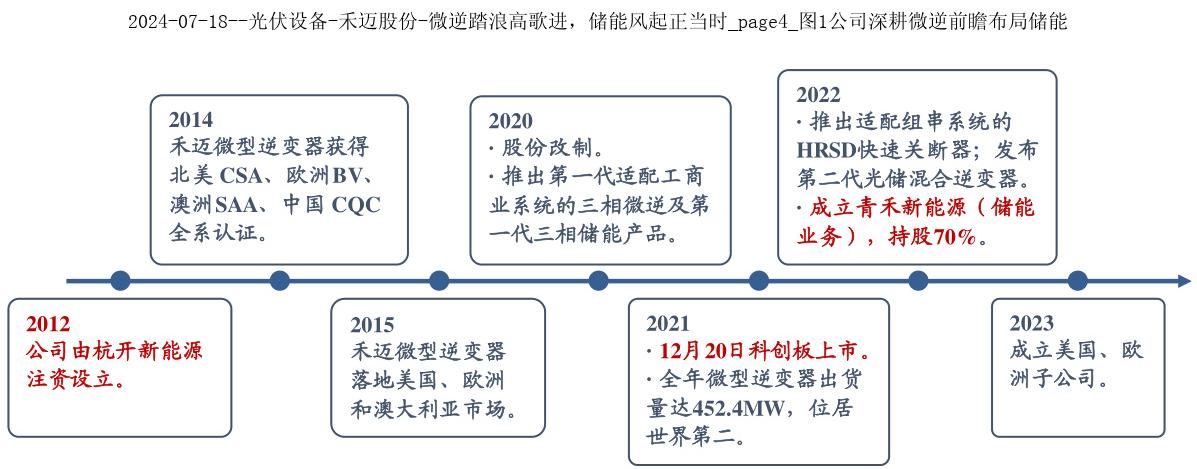 2024-07-18--光伏设备-禾迈股份-微逆踏浪高歌进，储能风起正当时_page4_图1公司深耕微逆前瞻布局储能
2012
公司由杭开新能源
注资设立。
2014
禾迈微型逆变器获得
北美 CSA、欧洲BV、
澳洲SAA、中国 CQC
全系认证。
2015
禾迈微型逆变器
落地美国、欧洲
和澳大利亚市场。
2020
· 股份改制。
· 推出第一代适配工商
业系统的三相微逆及第
一代三相储能产品。
2021
· 12月20日科创板上市。
· 全年微型逆变器出货
量达452.4MW，位居
世界第二。
2022
· 推出适配组串系统的
HRSD快速关断器；发布
第二代光储混合逆变器。
· 成立青禾新能源（储能
业务），持股70%。
2023
成立美国、欧
洲子公司。